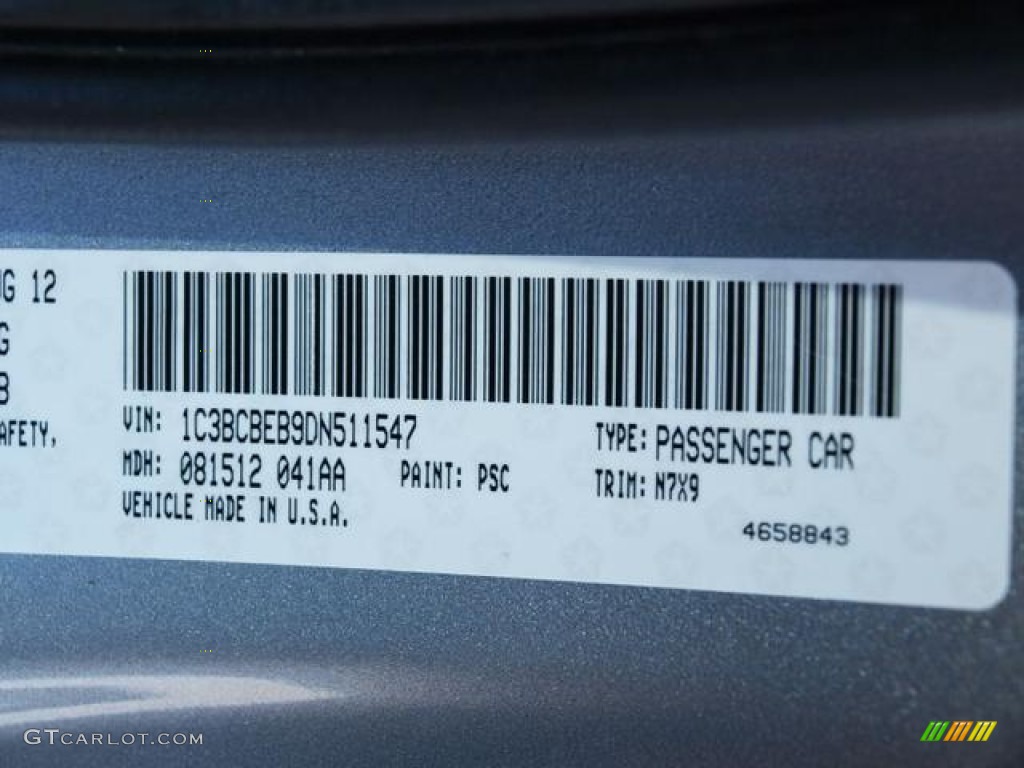 12
AFETY,
VIN: 1C3BCBEB9DN511547
TYPE: PASSENGER CAR
MDH: 081512 041AA
PAINT: PSC
TRIM: N7X9
VEHICLE MADE IN U.S.A.
4658843
GTCARLOT.COM